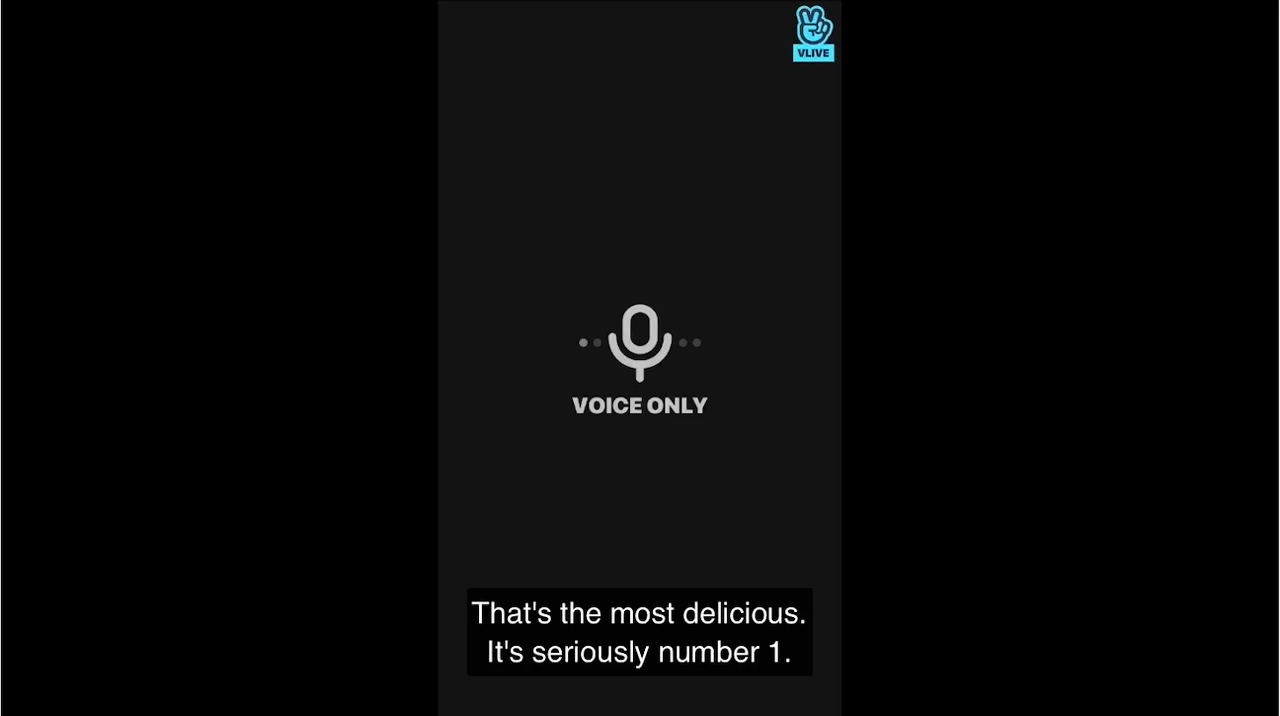 VLIVE
VOICE ONLY
That's the most delicious.
It's seriously number 1.